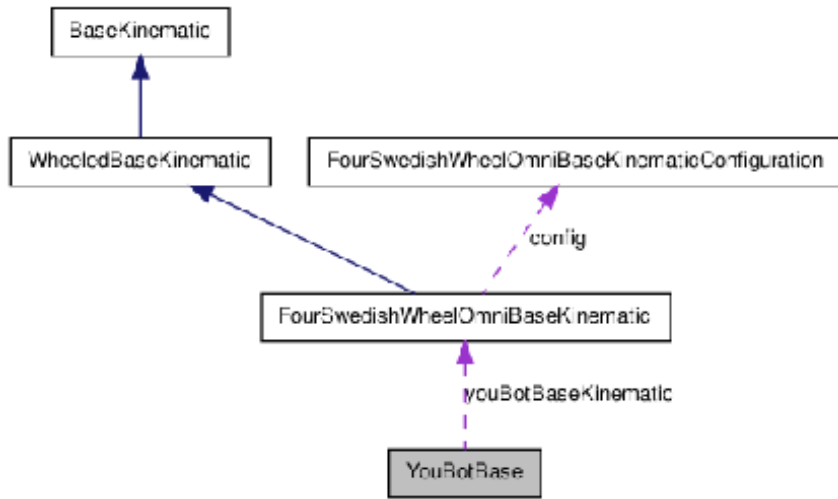 BaseKinematic
WheeledBaseKinematic
FourSwedishWheelOmniBaseKinematicConfiguration
config
FourSwedishWheelOmniBaseKinematic
youBotBaseKinematic
YouBotBase